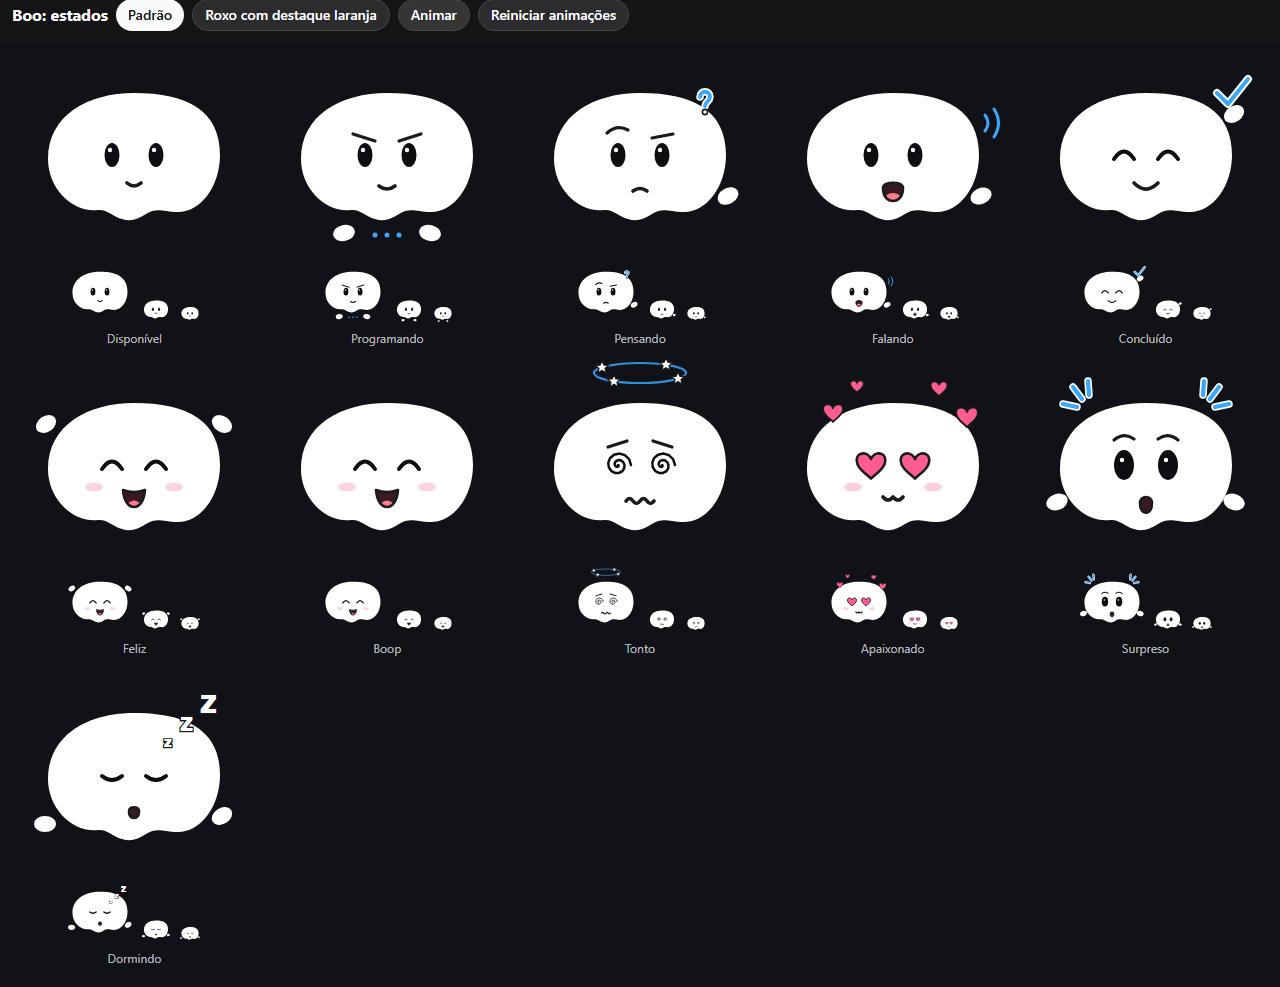 Boo: estados Padrão Roxo com destaque laranja Animar Reiniciar animações
?
Disponível Programando Pensando Falando Concluído
Feliz Boop Tonto Apaixonado Surpreso
z z z
Dormindo